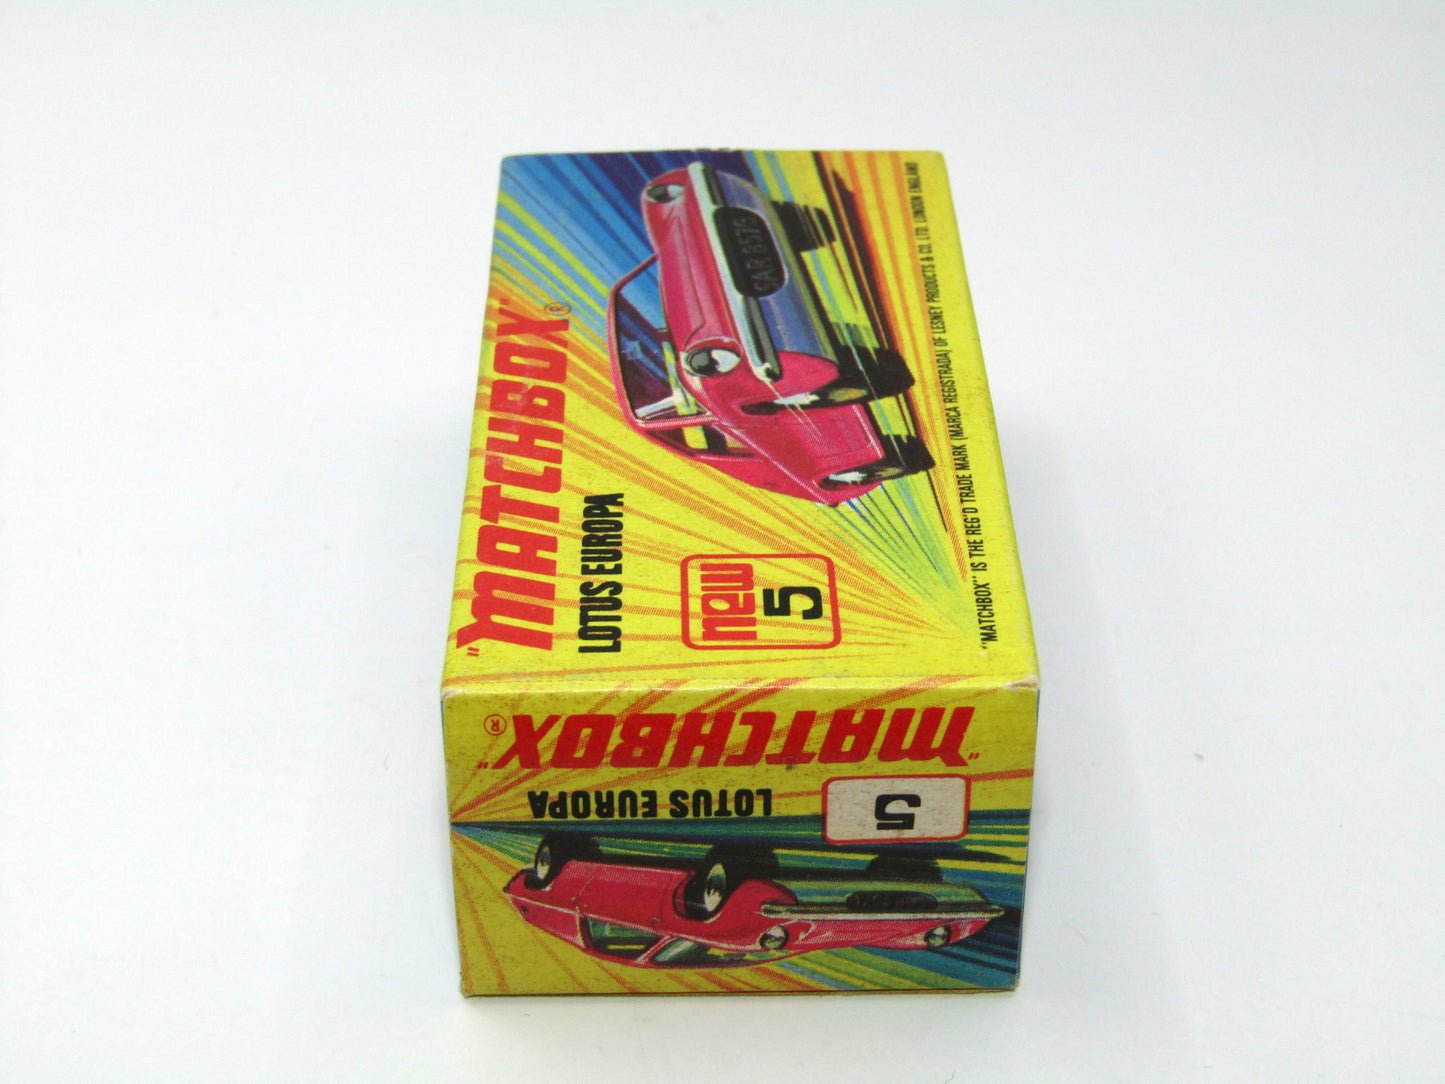 "MATCHBOX"®
LOTUS EUROPA
new
5
"MATCHBOX" IS THE REG'D TRADE MARK (MARCA REGISTRADA) OF LESNEY PRODUCTS & CO. LTD. LONDON ENGLAND
"MATCHBOX"®
LOTUS EUROPA
5